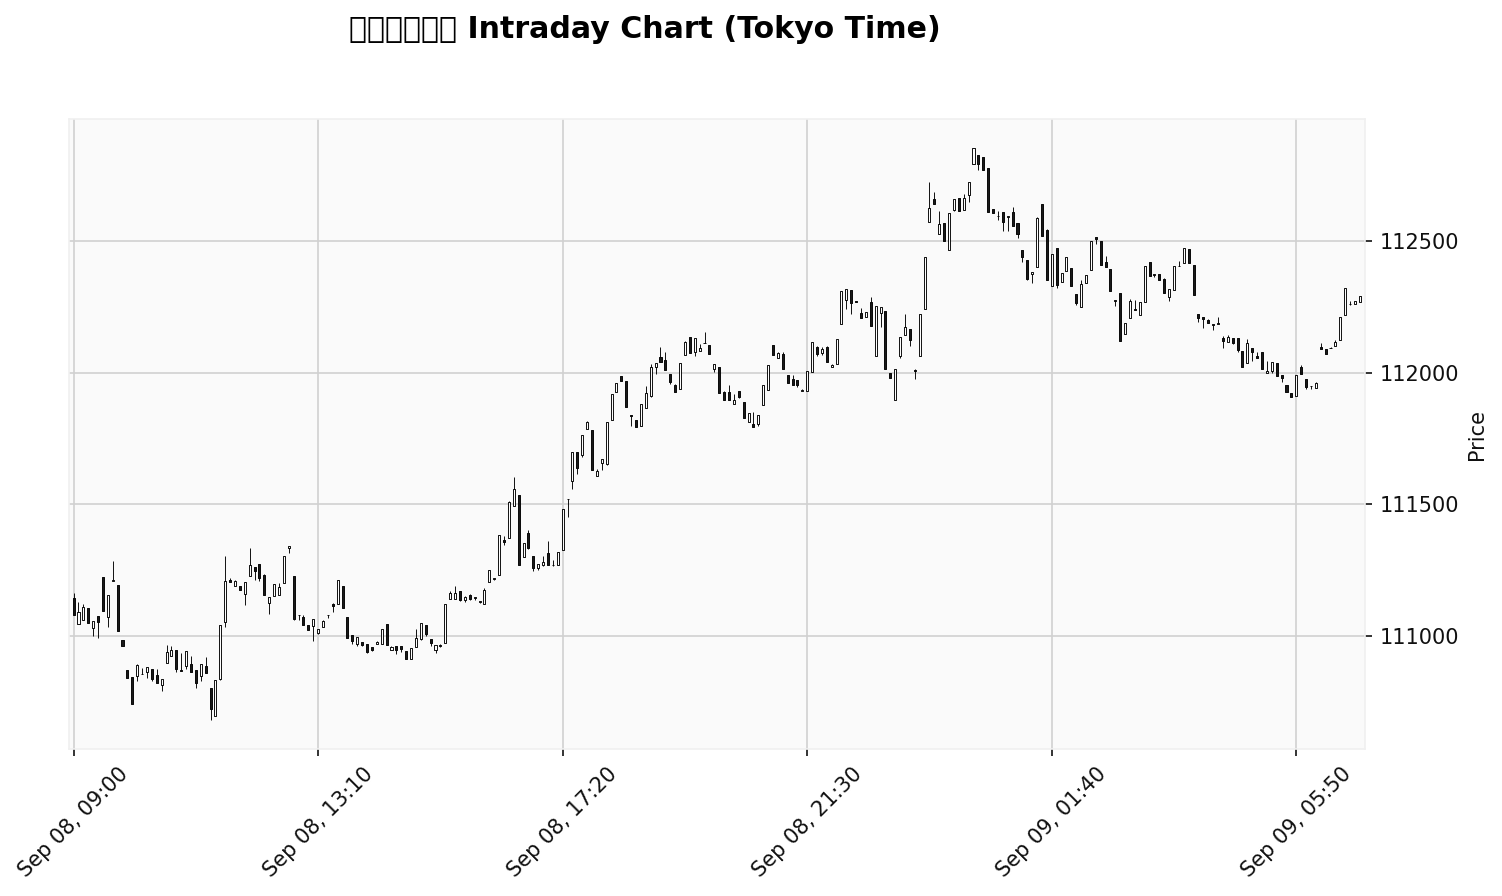 Intraday Chart (Tokyo Time)
112500
112000
111500
111000
Price
Sep 08, 09:00
Sep 08, 13:10
Sep 08, 17:20
Sep 08, 21:30
Sep 09, 01:40
Sep 09, 05:50